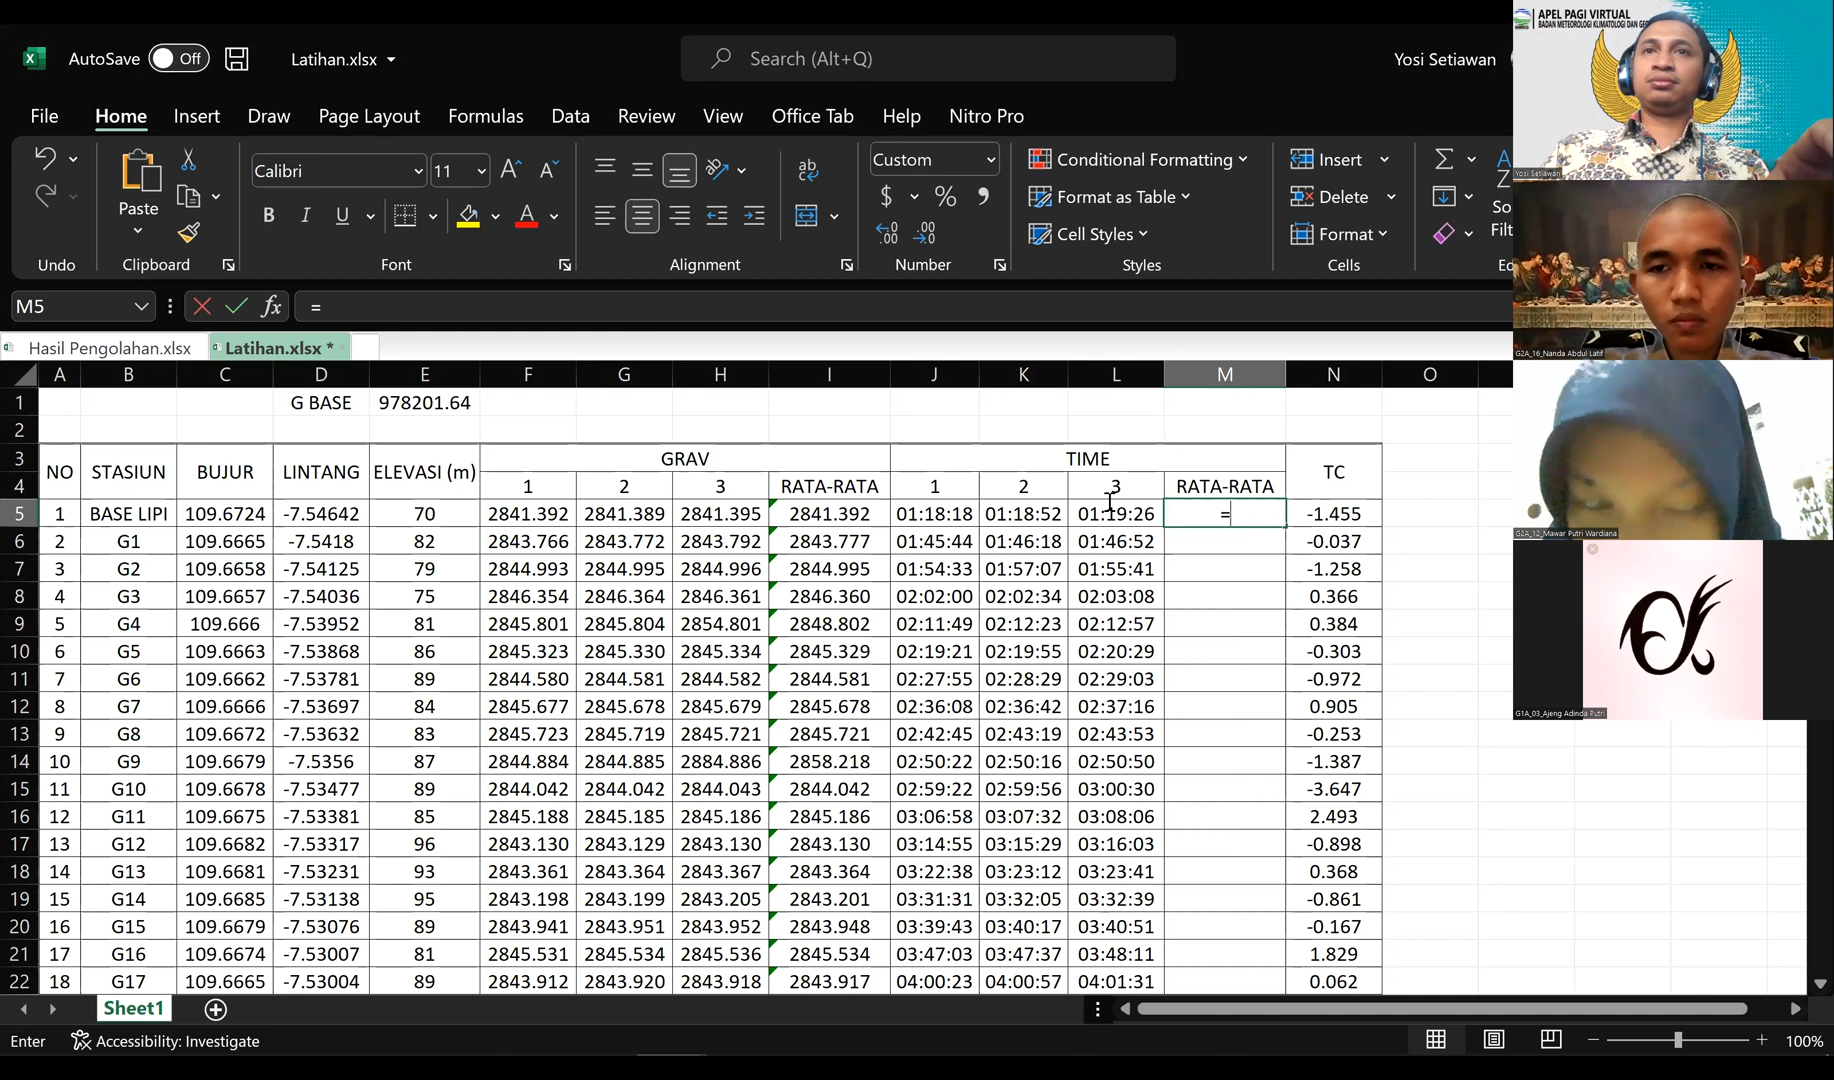 AutoSave Off Latihan.xlsx Search (Alt+Q) Yosi Setiawan
File Home Insert Draw Page Layout Formulas Data Review View Office Tab Help Nitro Pro
Calibri 11 Custom Conditional Formatting Insert
Paste Format as Table Delete
Cell Styles Format
Undo Clipboard Font Alignment Number Styles Cells
M5 fx =
Hasil Pengolahan.xlsx Latihan.xlsx *
A B C D E F G H I J K L M N O
1 G BASE 978201.64
2
3 NO STASIUN BUJUR LINTANG ELEVASI (m) GRAV TIME TC
4 1 2 3 RATA-RATA 1 2 3 RATA-RATA
5 1 BASE LIPI 109.6724 -7.54642 70 2841.392 2841.389 2841.395 2841.392 01:18:18 01:18:52 01:19:26 = -1.455
6 2 G1 109.6665 -7.5418 82 2843.766 2843.772 2843.792 2843.777 01:45:44 01:46:18 01:46:52 -0.037
7 3 G2 109.6658 -7.54125 79 2844.993 2844.995 2844.996 2844.995 01:54:33 01:57:07 01:55:41 -1.258
8 4 G3 109.6657 -7.54036 75 2846.354 2846.364 2846.361 2846.360 02:02:00 02:02:34 02:03:08 0.366
9 5 G4 109.666 -7.53952 81 2845.801 2845.804 2854.801 2848.802 02:11:49 02:12:23 02:12:57 0.384
10 6 G5 109.6663 -7.53868 86 2845.323 2845.330 2845.334 2845.329 02:19:21 02:19:55 02:20:29 -0.303
11 7 G6 109.6662 -7.53781 89 2844.580 2844.581 2844.582 2844.581 02:27:55 02:28:29 02:29:03 -0.972
12 8 G7 109.6666 -7.53697 84 2845.677 2845.678 2845.679 2845.678 02:36:08 02:36:42 02:37:16 0.905
13 9 G8 109.6672 -7.53632 83 2845.723 2845.719 2845.721 2845.721 02:42:45 02:43:19 02:43:53 -0.253
14 10 G9 109.6679 -7.5356 87 2844.884 2844.885 2884.886 2858.218 02:50:22 02:50:16 02:50:50 -1.387
15 11 G10 109.6678 -7.53477 89 2844.042 2844.042 2844.043 2844.042 02:59:22 02:59:56 03:00:30 -3.647
16 12 G11 109.6675 -7.53381 85 2845.188 2845.185 2845.186 2845.186 03:06:58 03:07:32 03:08:06 2.493
17 13 G12 109.6682 -7.53317 96 2843.130 2843.129 2843.130 2843.130 03:14:55 03:15:29 03:16:03 -0.898
18 14 G13 109.6681 -7.53231 93 2843.361 2843.364 2843.367 2843.364 03:22:38 03:23:12 03:23:41 0.368
19 15 G14 109.6685 -7.53138 95 2843.198 2843.199 2843.205 2843.201 03:31:31 03:32:05 03:32:39 -0.861
20 16 G15 109.6679 -7.53076 89 2843.941 2843.951 2843.952 2843.948 03:39:43 03:40:17 03:40:51 -0.167
21 17 G16 109.6674 -7.53007 81 2845.531 2845.534 2845.536 2845.534 03:47:03 03:47:37 03:48:11 1.829
22 18 G17 109.6665 -7.53004 89 2843.912 2843.920 2843.918 2843.917 04:00:23 04:00:57 04:01:31 0.062
Sheet1
Enter Accessibility: Investigate 100%
APEL PAGI VIRTUAL
BADAN METEOROLOGI KLIMATOLOGI DAN
Yosi Setiawan
G2A_16_Nanda Abdul Latif
G2A_12_Mawar Putri Wardiana
G1A_03_Ajeng Adinda Putri